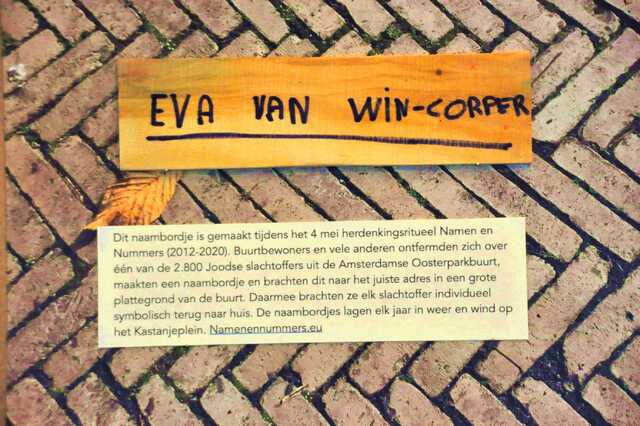 EVA VAN WIN-CORPER
Dit naambordje is gemaakt tijdens het 4 mei herdenkingsritueel Namen en
Nummers (2012-2020). Buurtbewoners en vele anderen ontfermden zich over
één van de 2.800 Joodse slachtoffers uit de Amsterdamse Oosterparkbuurt,
maakten een naambordje en brachten dit naar het juiste adres in een grote
plattegrond van de buurt. Daarmee brachten ze elk slachtoffer individueel
symbolisch terug naar huis. De naambordjes lagen elk jaar in weer en wind op
het Kastanjeplein. Namenennummers.eu